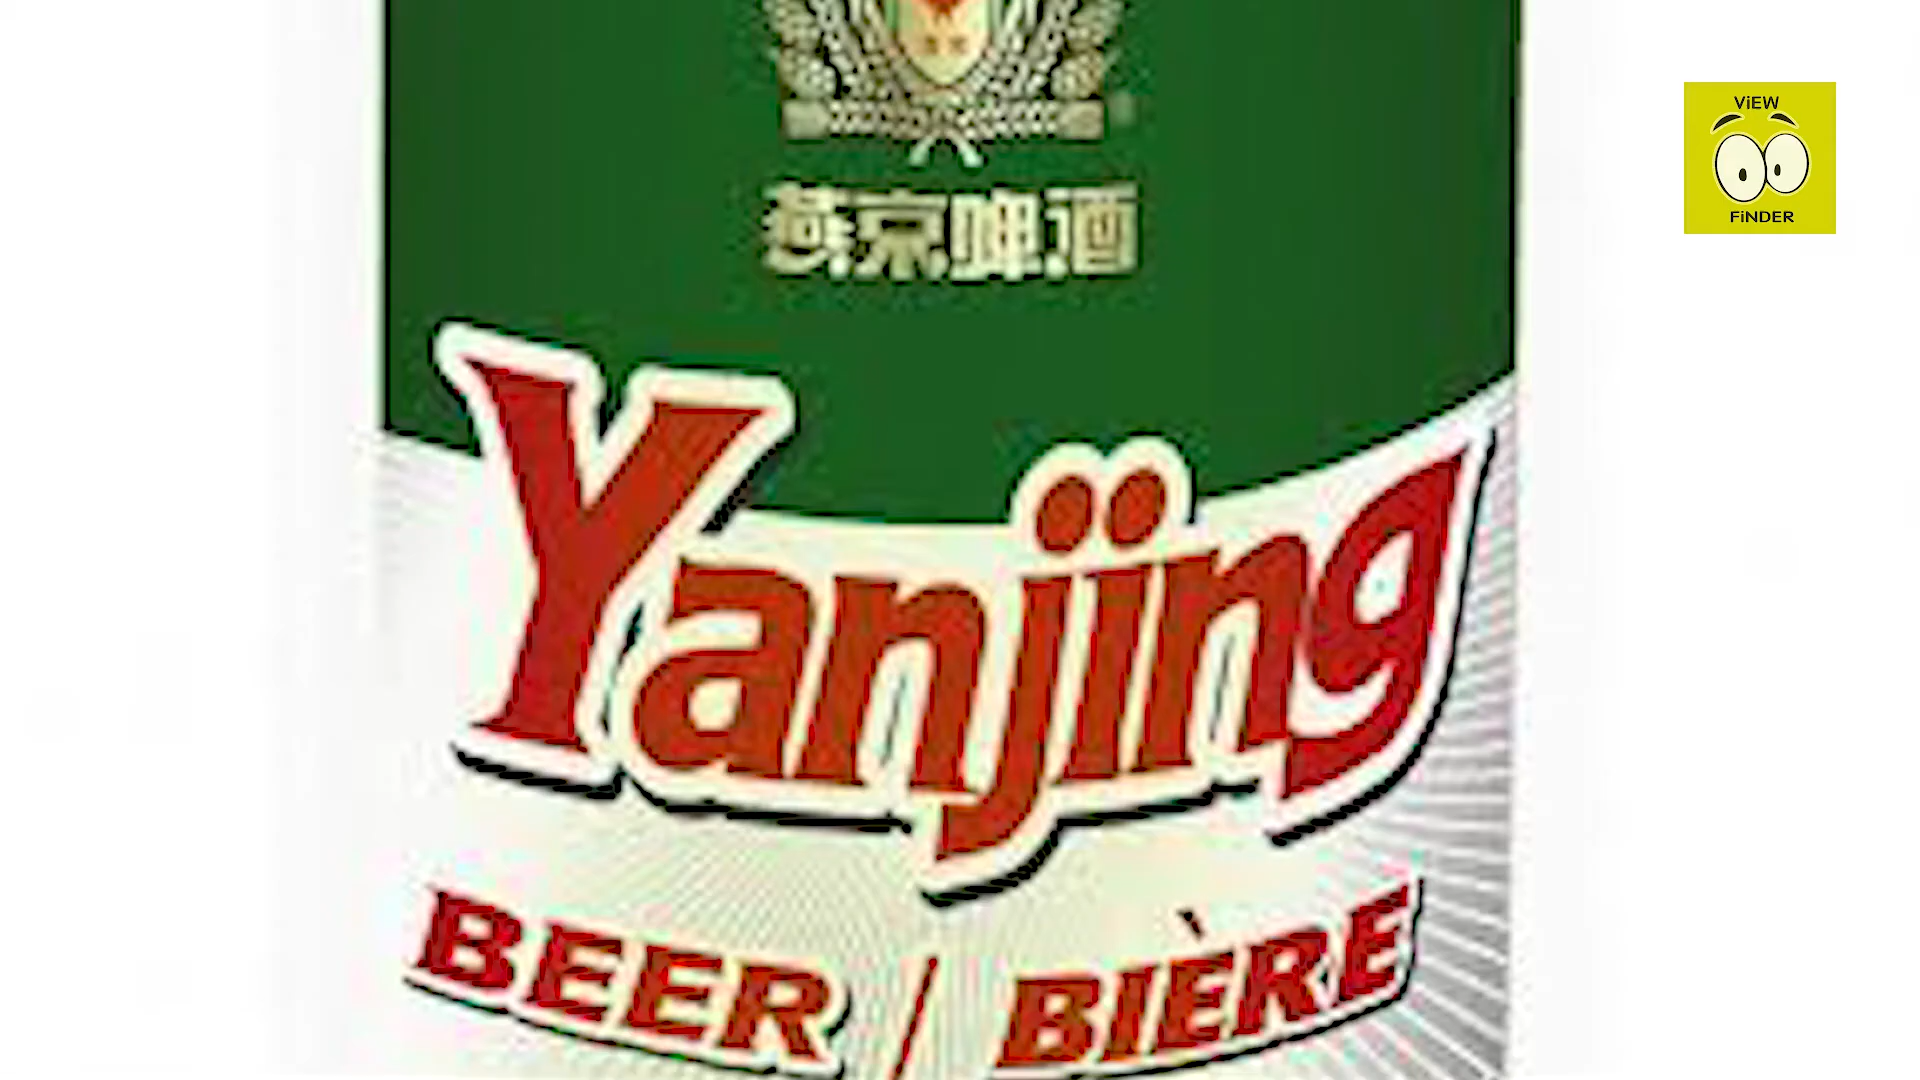 ViEW
FiNDER
燕京啤酒
Yanjing
BEER / BIÈRE